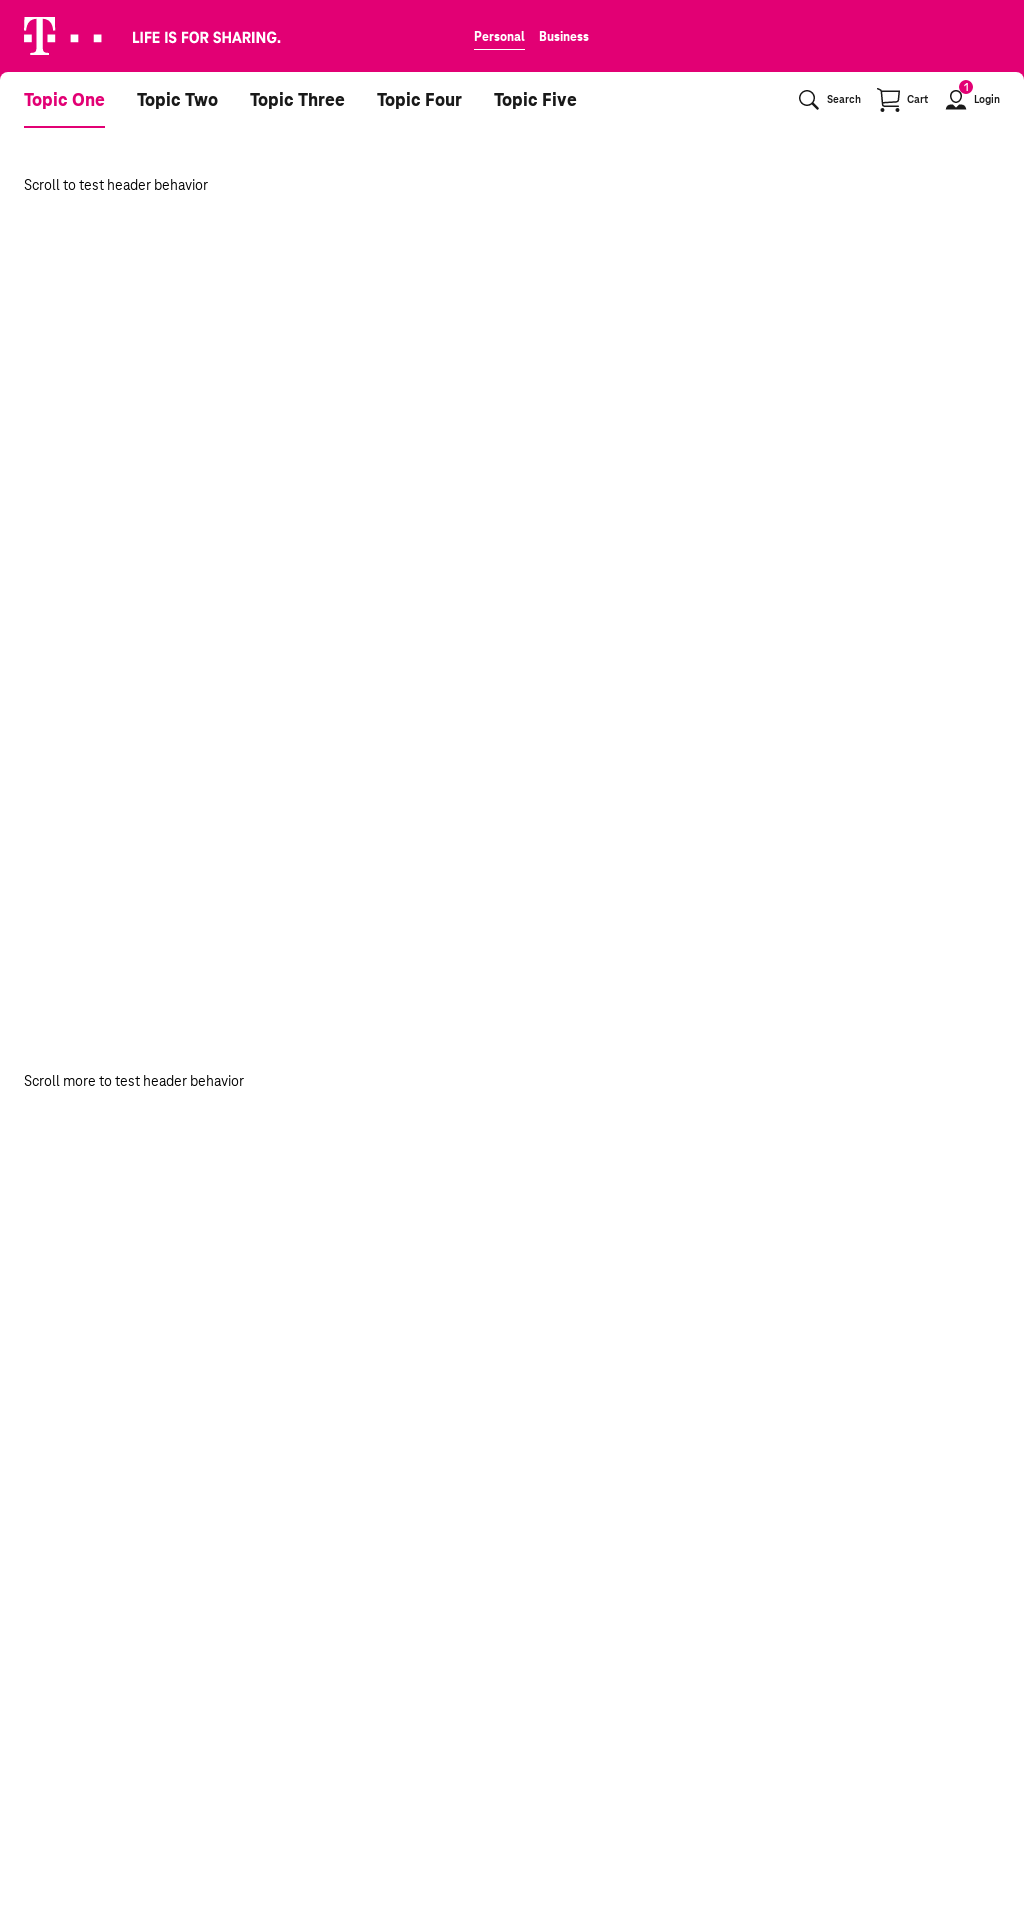 T
LIFE IS FOR SHARING.
Personal Business
Topic One Topic Two Topic Three Topic Four Topic Five Search Cart 1 Login
Scroll to test header behavior
Scroll more to test header behavior